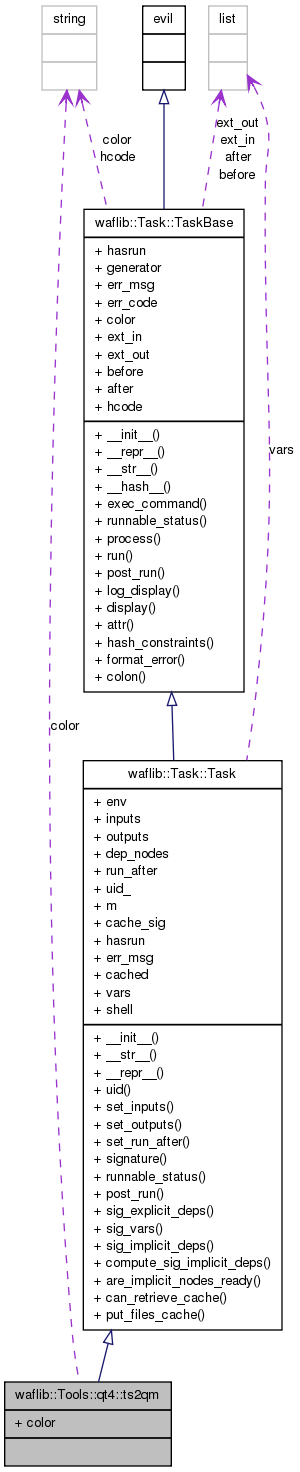 string
evil
list
color
hcode
ext_out
ext_in
after
before
waflib::Task::TaskBase
+ hasrun
+ generator
+ err_msg
+ err_code
+ color
+ ext_in
+ ext_out
+ before
+ after
+ hcode
+ __init__()
+ __repr__()
+ __str__()
+ __hash__()
+ exec_command()
+ runnable_status()
+ process()
+ run()
+ post_run()
+ log_display()
+ display()
+ attr()
+ hash_constraints()
+ format_error()
+ colon()
vars
color
waflib::Task::Task
+ env
+ inputs
+ outputs
+ dep_nodes
+ run_after
+ uid_
+ m
+ cache_sig
+ hasrun
+ err_msg
+ cached
+ vars
+ shell
+ __init__()
+ __str__()
+ __repr__()
+ uid()
+ set_inputs()
+ set_outputs()
+ set_run_after()
+ signature()
+ runnable_status()
+ post_run()
+ sig_explicit_deps()
+ sig_vars()
+ sig_implicit_deps()
+ compute_sig_implicit_deps()
+ are_implicit_nodes_ready()
+ can_retrieve_cache()
+ put_files_cache()
waflib::Tools::qt4::ts2qm
+ color